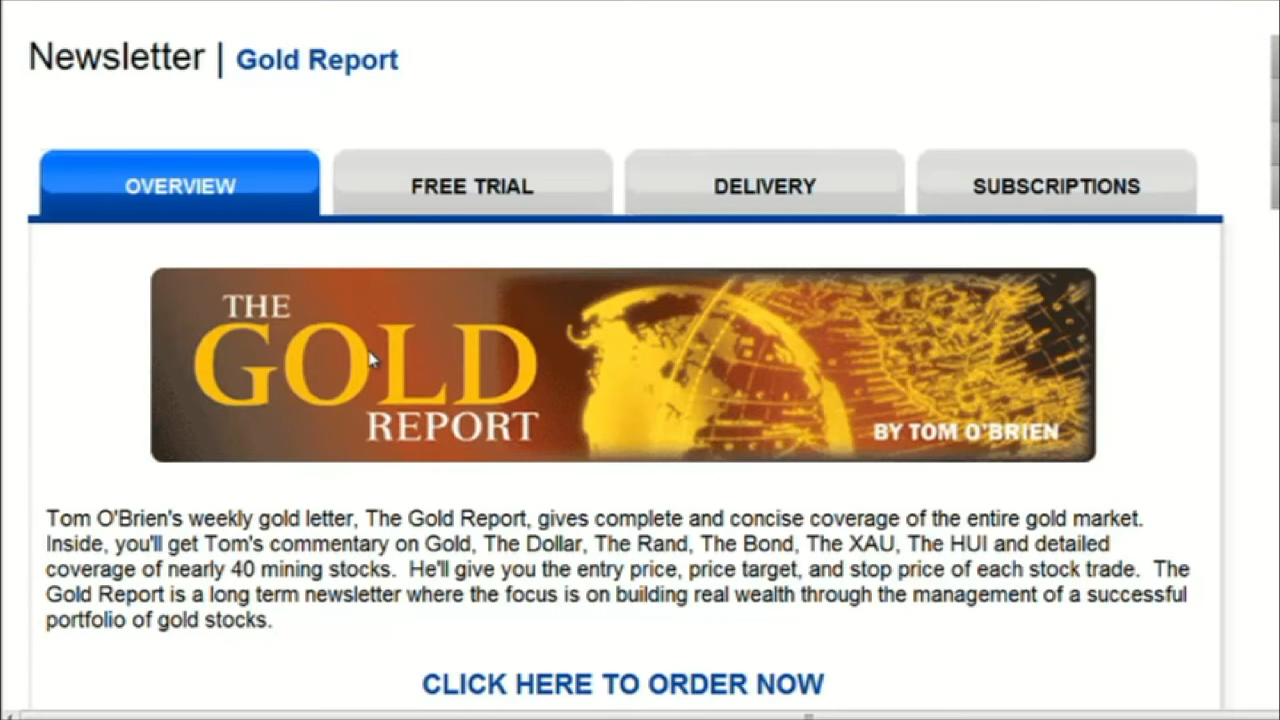 Newsletter | Gold Report
OVERVIEW
FREE TRIAL
DELIVERY
SUBSCRIPTIONS
THE
GOLD
REPORT
BY TOM O'BRIEN
Tom O'Brien's weekly gold letter, The Gold Report, gives complete and concise coverage of the entire gold market.
Inside, you'll get Tom's commentary on Gold, The Dollar, The Rand, The Bond, The XAU, The HUI and detailed
coverage of nearly 40 mining stocks.  He'll give you the entry price, price target, and stop price of each stock trade.  The
Gold Report is a long term newsletter where the focus is on building real wealth through the management of a successful
portfolio of gold stocks.
CLICK HERE TO ORDER NOW